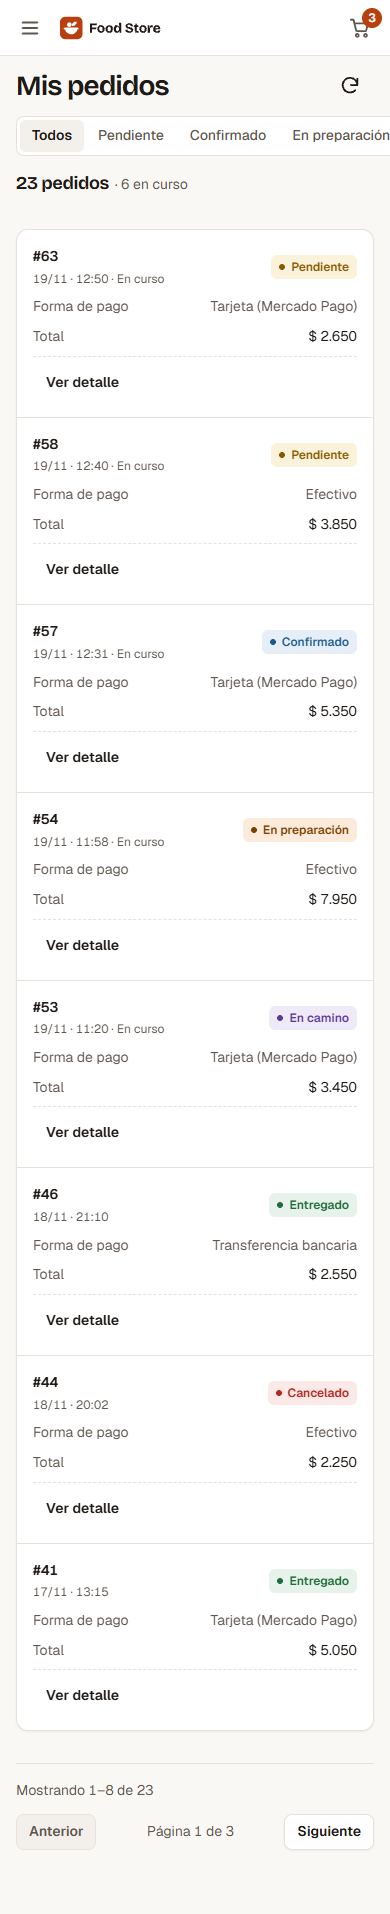 Food Store
3
Mis pedidos
Todos Pendiente Confirmado En preparación
23 pedidos · 6 en curso
#63
Pendiente
19/11 · 12:50 · En curso
Forma de pago Tarjeta (Mercado Pago)
Total $ 2.650
Ver detalle
#58
Pendiente
19/11 · 12:40 · En curso
Forma de pago Efectivo
Total $ 3.850
Ver detalle
#57
Confirmado
19/11 · 12:31 · En curso
Forma de pago Tarjeta (Mercado Pago)
Total $ 5.350
Ver detalle
#54
En preparación
19/11 · 11:58 · En curso
Forma de pago Efectivo
Total $ 7.950
Ver detalle
#53
En camino
19/11 · 11:20 · En curso
Forma de pago Tarjeta (Mercado Pago)
Total $ 3.450
Ver detalle
#46
Entregado
18/11 · 21:10
Forma de pago Transferencia bancaria
Total $ 2.550
Ver detalle
#44
Cancelado
18/11 · 20:02
Forma de pago Efectivo
Total $ 2.250
Ver detalle
#41
Entregado
17/11 · 13:15
Forma de pago Tarjeta (Mercado Pago)
Total $ 5.050
Ver detalle
Mostrando 1–8 de 23
Anterior Página 1 de 3 Siguiente